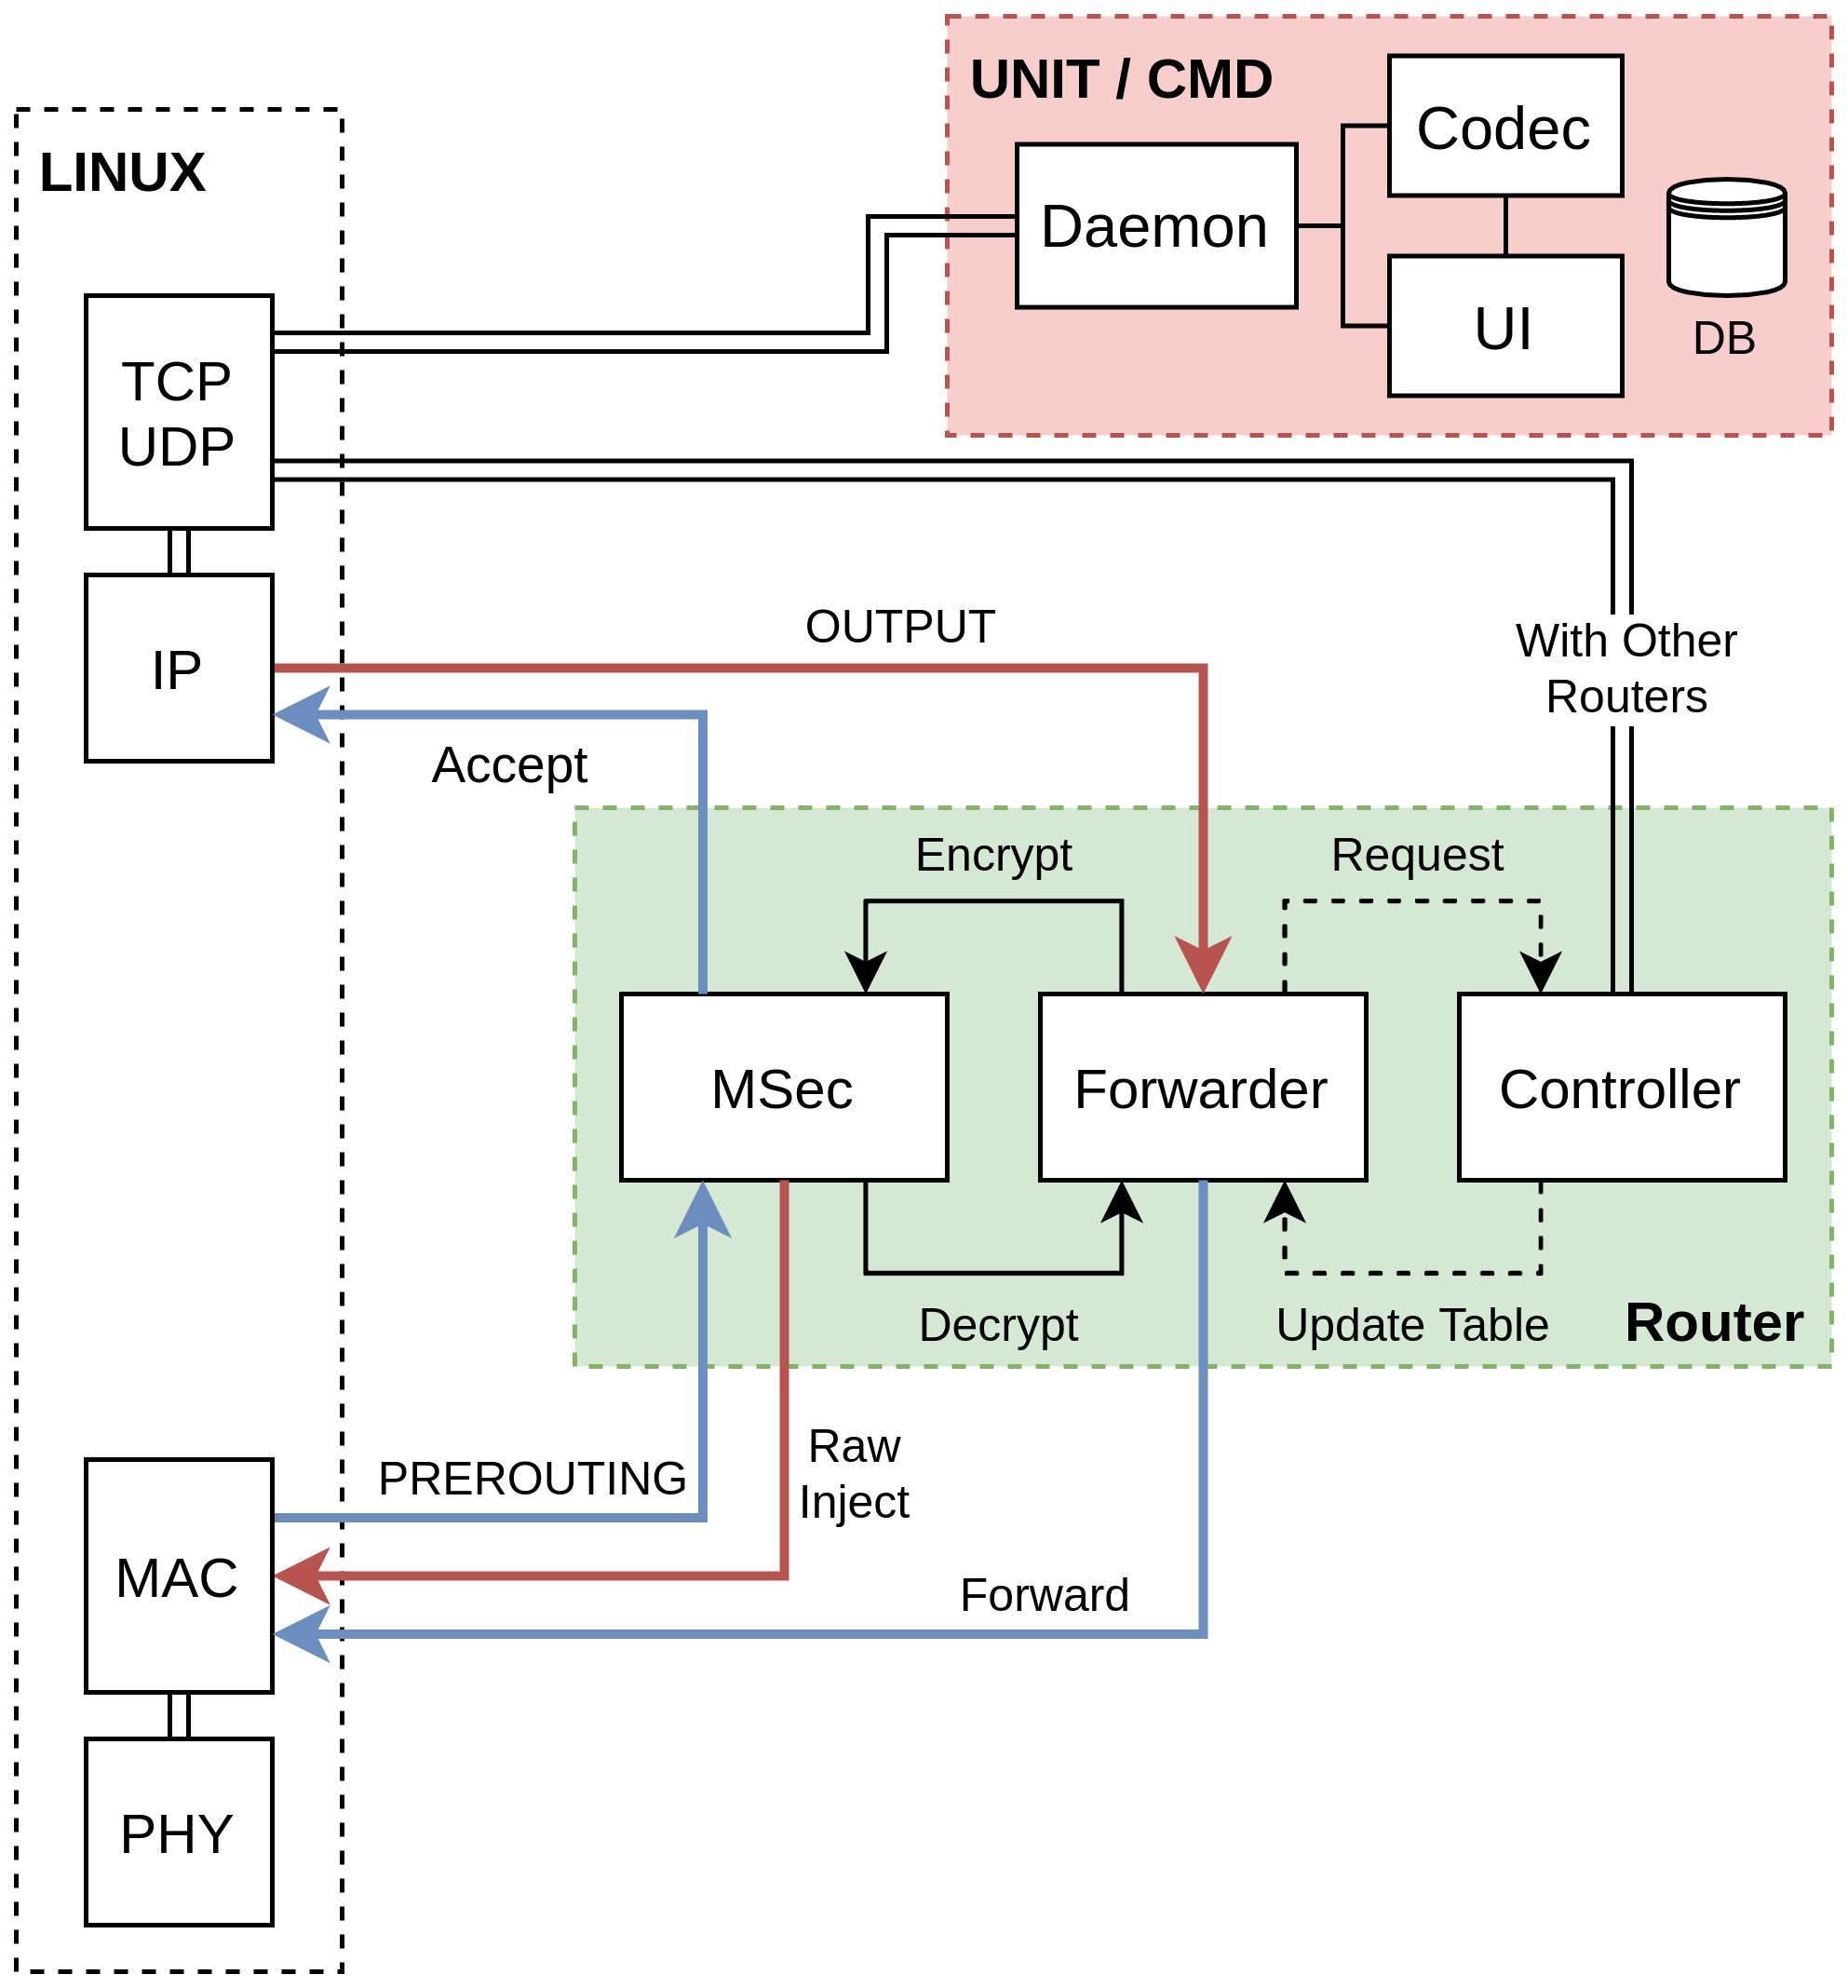 UNIT / CMD
Codec
Daemon
UI
DB
LINUX
TCP
UDP
IP
OUTPUT
Accept
With Other
Routers
Encrypt
Request
MSec
Forwarder
Controller
Decrypt
Update Table
Router
PREROUTING
Raw
Inject
MAC
Forward
PHY